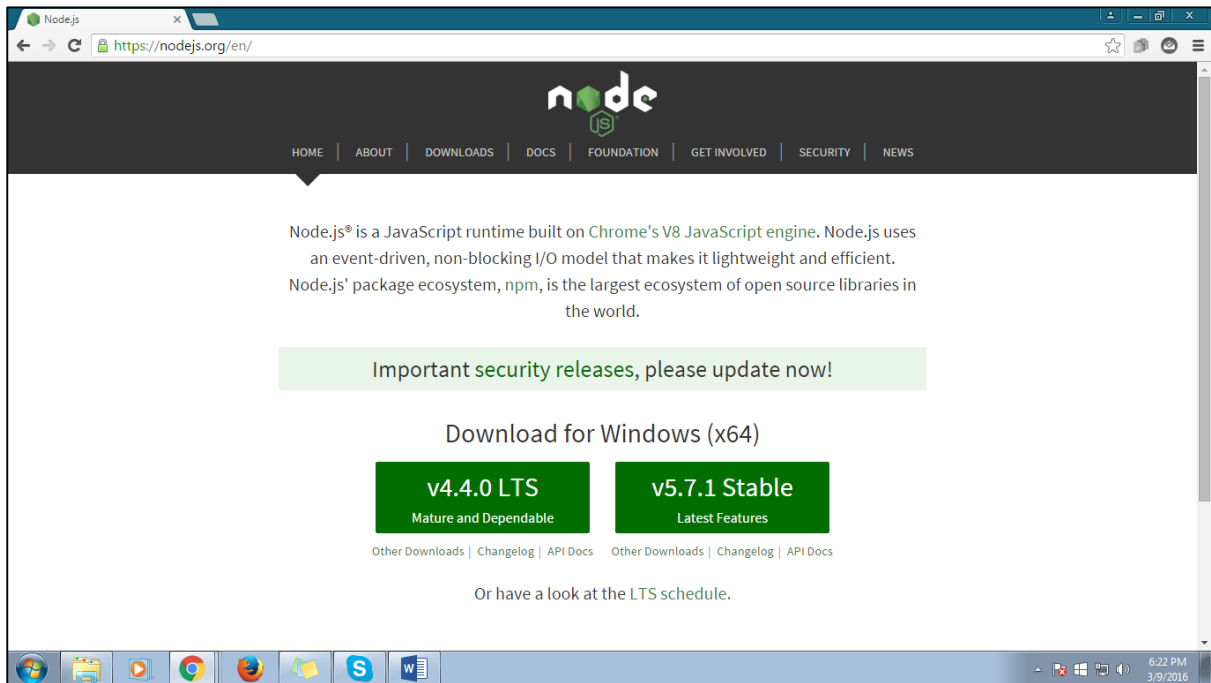 Node.js
https://nodejs.org/en/
node
JS
HOME | ABOUT | DOWNLOADS | DOCS | FOUNDATION | GET INVOLVED | SECURITY | NEWS
Node.js® is a JavaScript runtime built on Chrome's V8 JavaScript engine. Node.js uses
an event-driven, non-blocking I/O model that makes it lightweight and efficient.
Node.js' package ecosystem, npm, is the largest ecosystem of open source libraries in
the world.
Important security releases, please update now!
Download for Windows (x64)
v4.4.0 LTS
Mature and Dependable
Other Downloads | Changelog | API Docs
v5.7.1 Stable
Latest Features
Other Downloads | Changelog | API Docs
Or have a look at the LTS schedule.
6:22 PM
3/9/2016